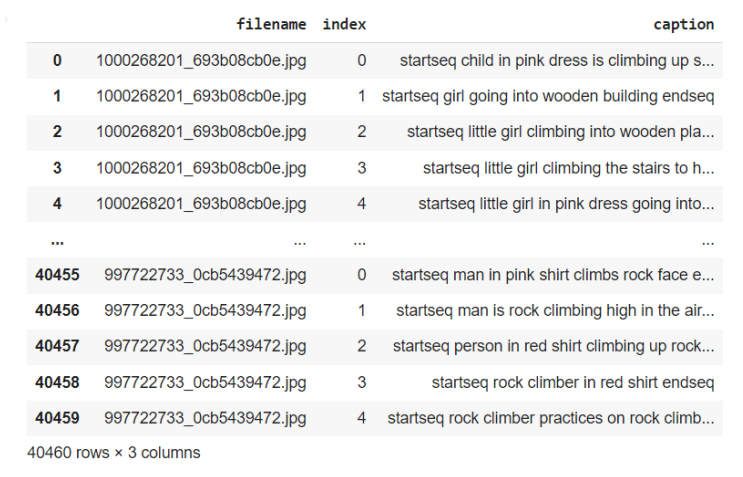 filename index caption
0 1000268201_693b08cb0e.jpg 0 startseq child in pink dress is climbing up s...
1 1000268201_693b08cb0e.jpg 1 startseq girl going into wooden building endseq
2 1000268201_693b08cb0e.jpg 2 startseq little girl climbing into wooden pla...
3 1000268201_693b08cb0e.jpg 3 startseq little girl climbing the stairs to h...
4 1000268201_693b08cb0e.jpg 4 startseq little girl in pink dress going into...
... ... ... ...
40455 997722733_0cb5439472.jpg 0 startseq man in pink shirt climbs rock face e...
40456 997722733_0cb5439472.jpg 1 startseq man is rock climbing high in the air...
40457 997722733_0cb5439472.jpg 2 startseq person in red shirt climbing up rock...
40458 997722733_0cb5439472.jpg 3 startseq rock climber in red shirt endseq
40459 997722733_0cb5439472.jpg 4 startseq rock climber practices on rock climb...
40460 rows × 3 columns